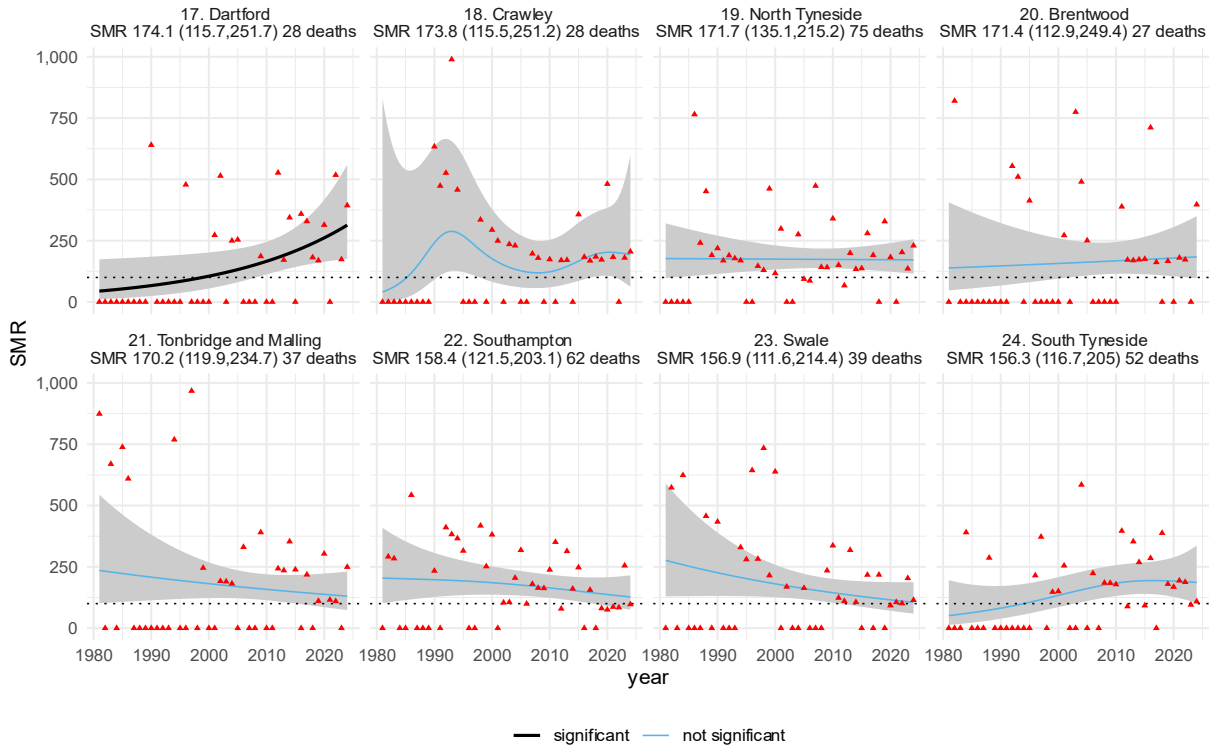 17. Dartford
SMR 174.1 (115.7,251.7) 28 deaths
18. Crawley
SMR 173.8 (115.5,251.2) 28 deaths
19. North Tyneside
SMR 171.7 (135.1,215.2) 75 deaths
20. Brentwood
SMR 171.4 (112.9,249.4) 27 deaths
1,000
750
500
250
0
21. Tonbridge and Malling
SMR 170.2 (119.9,234.7) 37 deaths
22. Southampton
SMR 158.4 (121.5,203.1) 62 deaths
23. Swale
SMR 156.9 (111.6,214.4) 39 deaths
24. South Tyneside
SMR 156.3 (116.7,205) 52 deaths
SMR
1,000
750
500
250
0
1980 1990 2000 2010 2020
1980 1990 2000 2010 2020
1980 1990 2000 2010 2020
1980 1990 2000 2010 2020
year
significant not significant